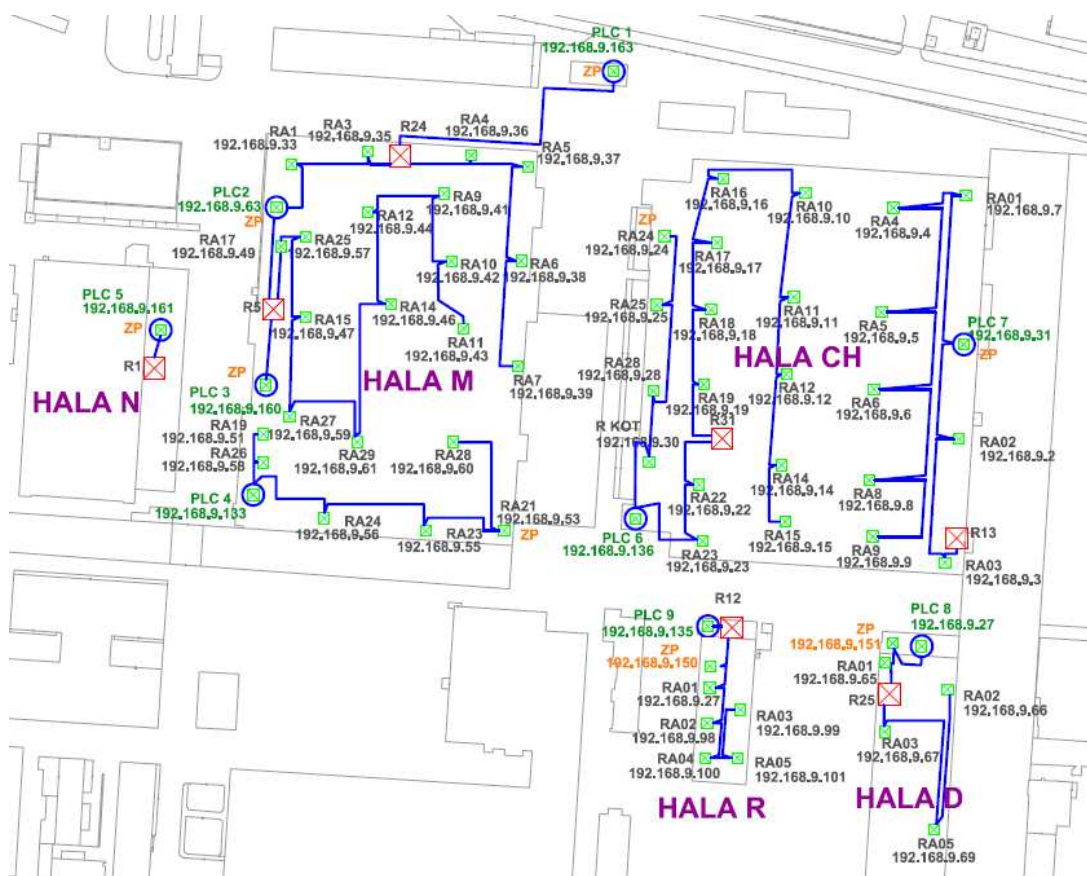 PLC 1
192.168.9.163
ZP
RA1
192.168.9.33
RA3
192.168.9.35
R24
RA4
192.168.9.36
RA5
192.168.9.37
PLC2
192.168.9.63
ZP
RA17
192.168.9.49
RA25
192.168.9.57
RA12
192.168.9.44
RA9
192.168.9.41
RA10
192.168.9.42
RA6
192.168.9.38
R5
RA15
192.168.9.47
RA14
192.168.9.46
RA11
192.168.9.43
RA7
192.168.9.39
HALA M
PLC 5
192.168.9.161
ZP
R1
HALA N
ZP
PLC 3
192.168.9.160
RA19
192.168.9.51
RA26
192.168.9.58
RA27
192.168.9.59
RA29
192.168.9.61
RA28
192.168.9.60
PLC 4
192.168.9.133
RA24
192.168.9.56
RA23
192.168.9.55
RA21
192.168.9.53
ZP
RA16
192.168.9.16
RA10
192.168.9.10
RA4
192.168.9.4
RA01
192.168.9.7
ZP
RA24
192.168.9.24
RA17
192.168.9.17
RA25
192.168.9.25
RA18
192.168.9.18
RA11
192.168.9.11
RA5
192.168.9.5
PLC 7
192.168.9.31
ZP
HALA CH
RA28
192.168.9.28
RA19
192.168.9.19
RA12
192.168.9.12
RA6
192.168.9.6
R KOT
192.168.9.30
R31
RA02
192.168.9.2
RA22
192.168.9.22
RA14
192.168.9.14
RA8
192.168.9.8
PLC 6
192.168.9.136
RA23
192.168.9.23
RA15
192.168.9.15
RA9
192.168.9.9
R13
RA03
192.168.9.3
R12
PLC 9
192.168.9.135
ZP
192.168.9.150
RA01
192.168.9.27
RA02
192.168.9.98
RA03
192.168.9.99
RA04
192.168.9.100
RA05
192.168.9.101
HALA R
PLC 8
192.168.9.27
ZP
192.168.9.151
RA01
192.168.9.65
R25
RA02
192.168.9.66
RA03
192.168.9.67
HALA D
RA05
192.168.9.69